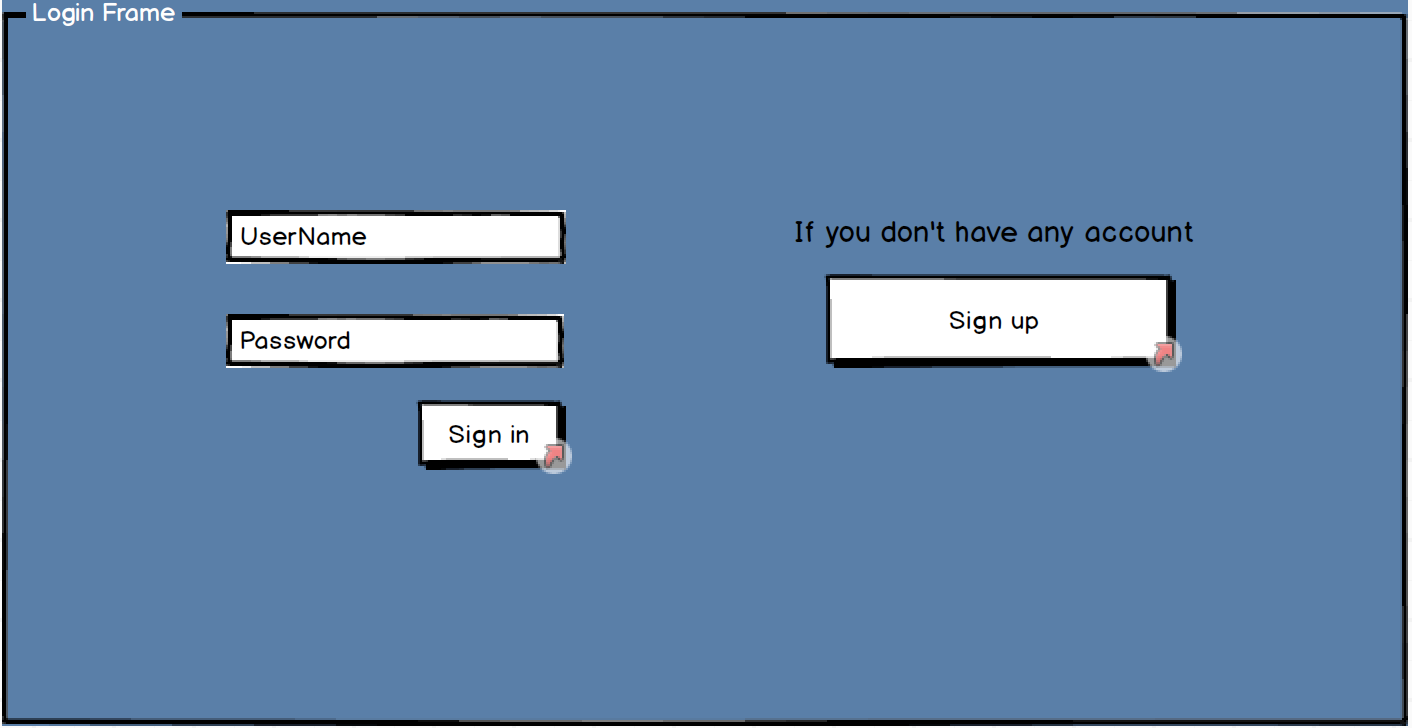 Login Frame
UserName
Password
Sign in
If you don't have any account
Sign up